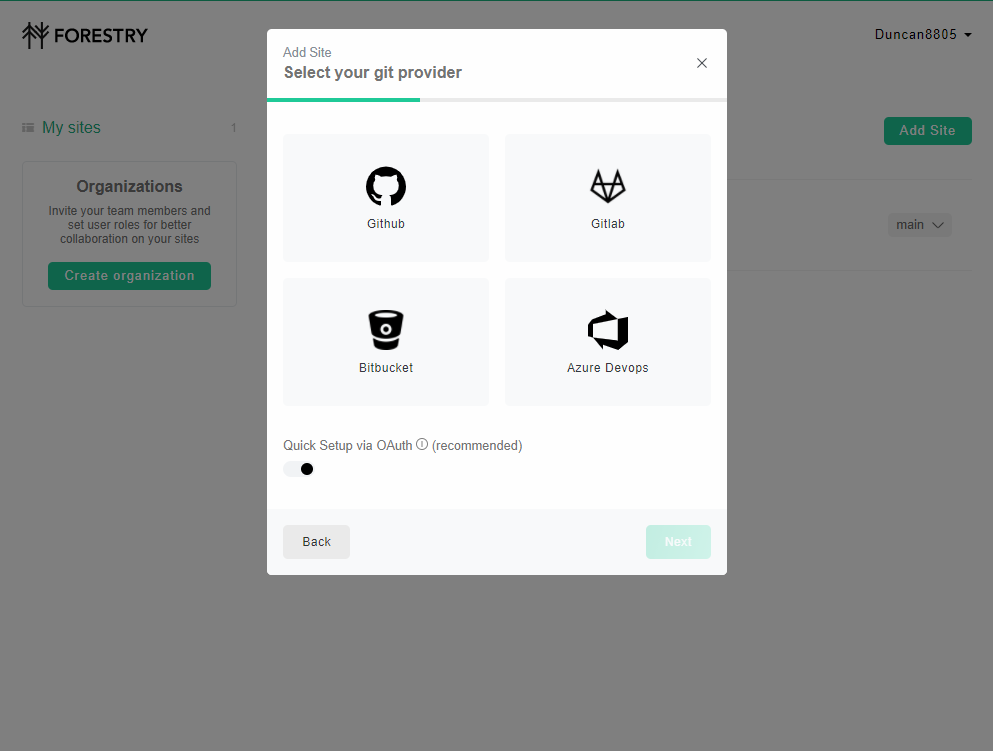 FORESTRY
Duncan8805
My sites
1
Add Site
Organizations
Invite your team members and
set user roles for better
collaboration on your sites
Create organization
main
Add Site
Select your git provider
Github
Gitlab
Bitbucket
Azure Devops
Quick Setup via OAuth (recommended)
Back
Next